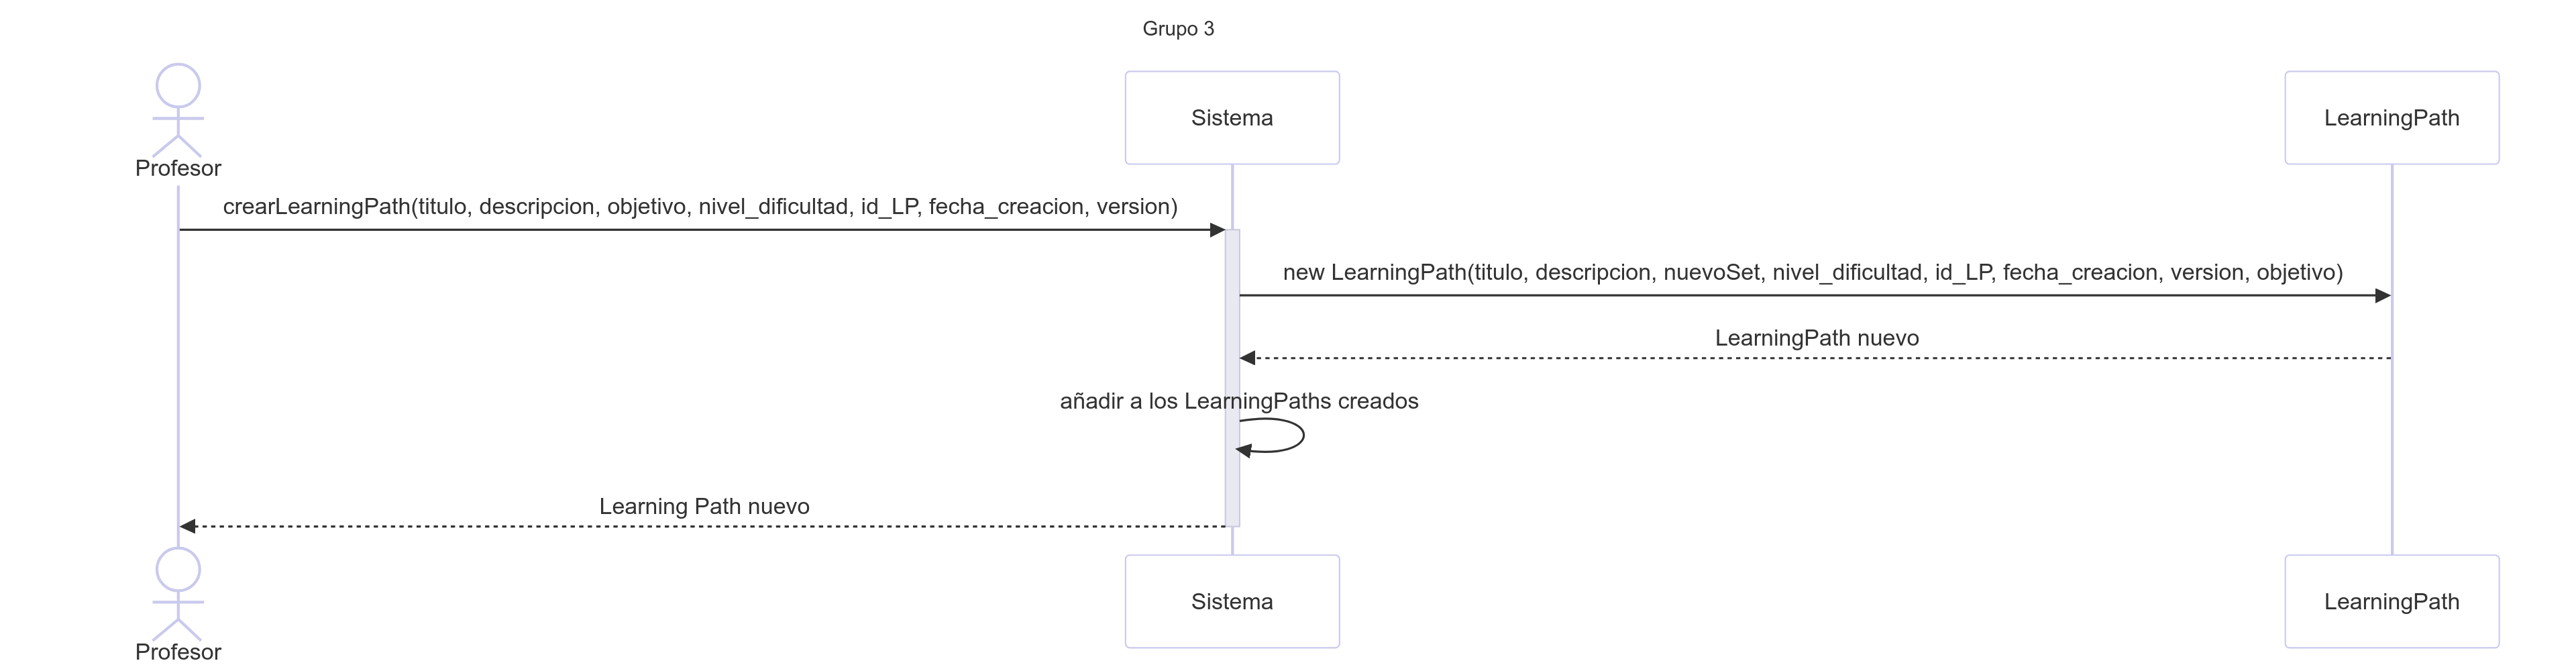 Grupo 3
Profesor
Sistema
LearningPath
crearLearningPath(titulo, descripcion, objetivo, nivel_dificultad, id_LP, fecha_creacion, version)
new LearningPath(titulo, descripcion, nuevoSet, nivel_dificultad, id_LP, fecha_creacion, version, objetivo)
LearningPath nuevo
añadir a los LearningPaths creados
Learning Path nuevo
Profesor
Sistema
LearningPath